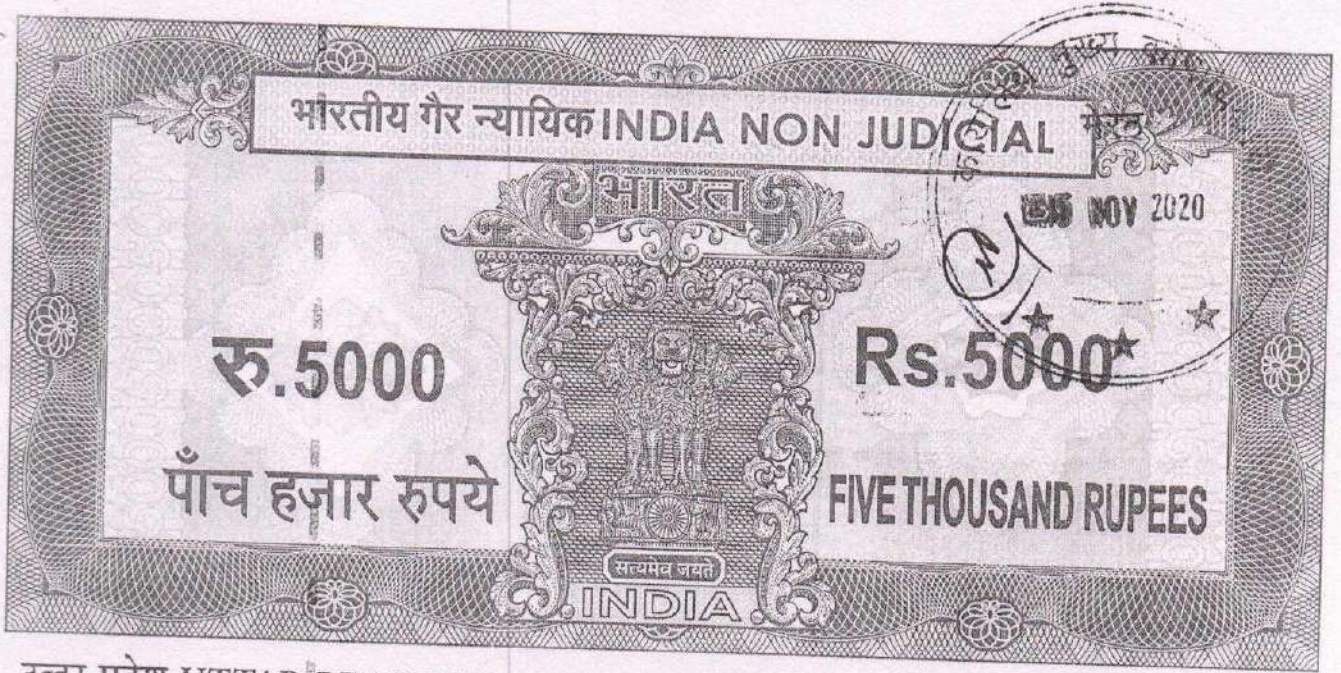 भारतीय गैर न्यायिक INDIA NON JUDICIAL
भारत
NOV 2020
रु.5000
Rs.5000
पाँच हज़ार रुपये
FIVE THOUSAND RUPEES
सत्यमेव जयते
INDIA